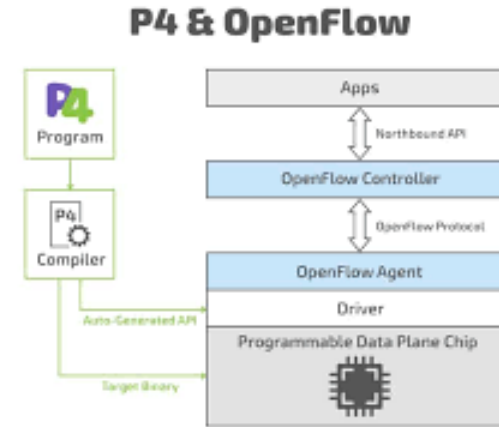 P4 & OpenFlow
P4
Program
P4
Compiler
Auto-Generated API
Target Binary
Apps
Northbound API
OpenFlow Controller
OpenFlow Protocol
OpenFlow Agent
Driver
Programmable Data Plane Chip